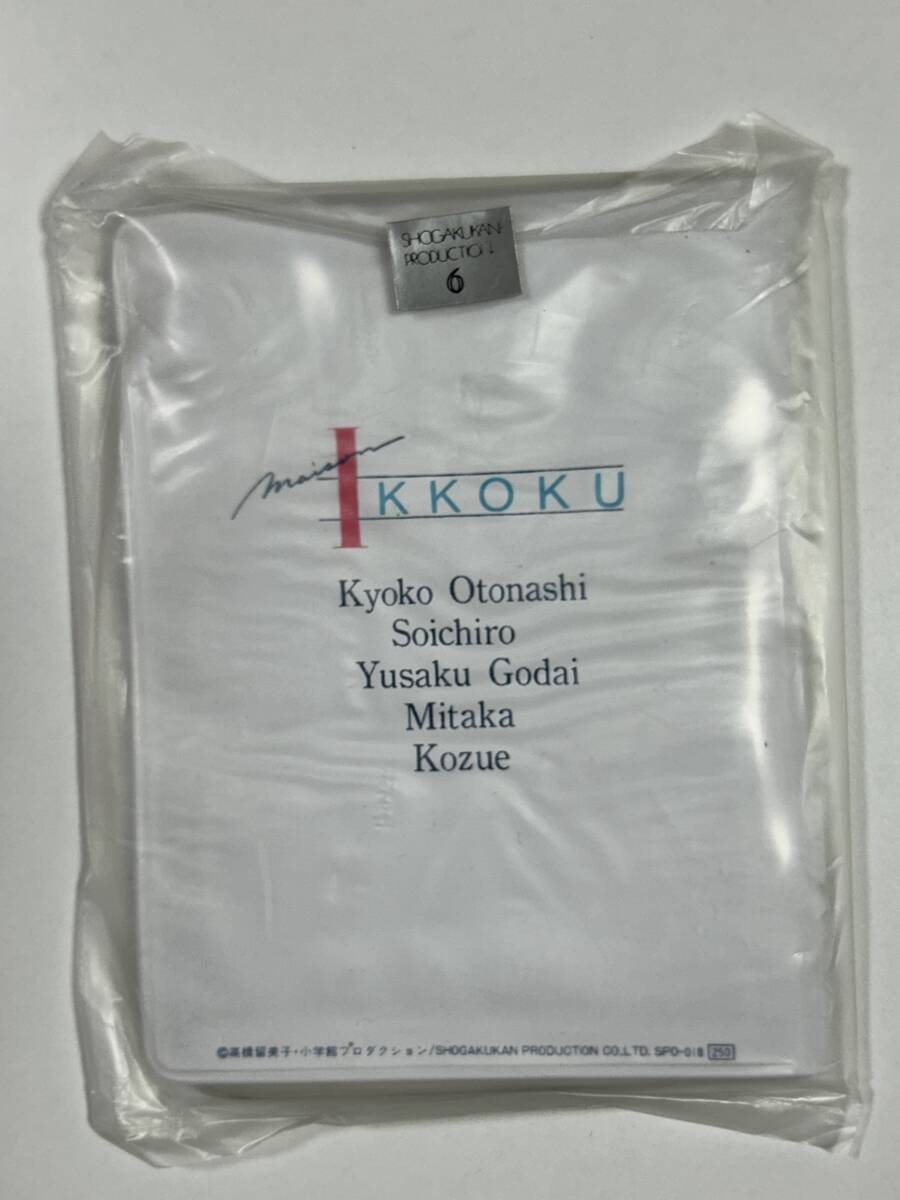 SHOGAKUKAN
PRODUCTION
6
maison
IKKOKU
Kyoko Otonashi
Soichiro
Yusaku Godai
Mitaka
Kozue
©高橋留美子・小学館プロダクション/SHOGAKUKAN PRODUCTION CO.LTD. SPO-018 250